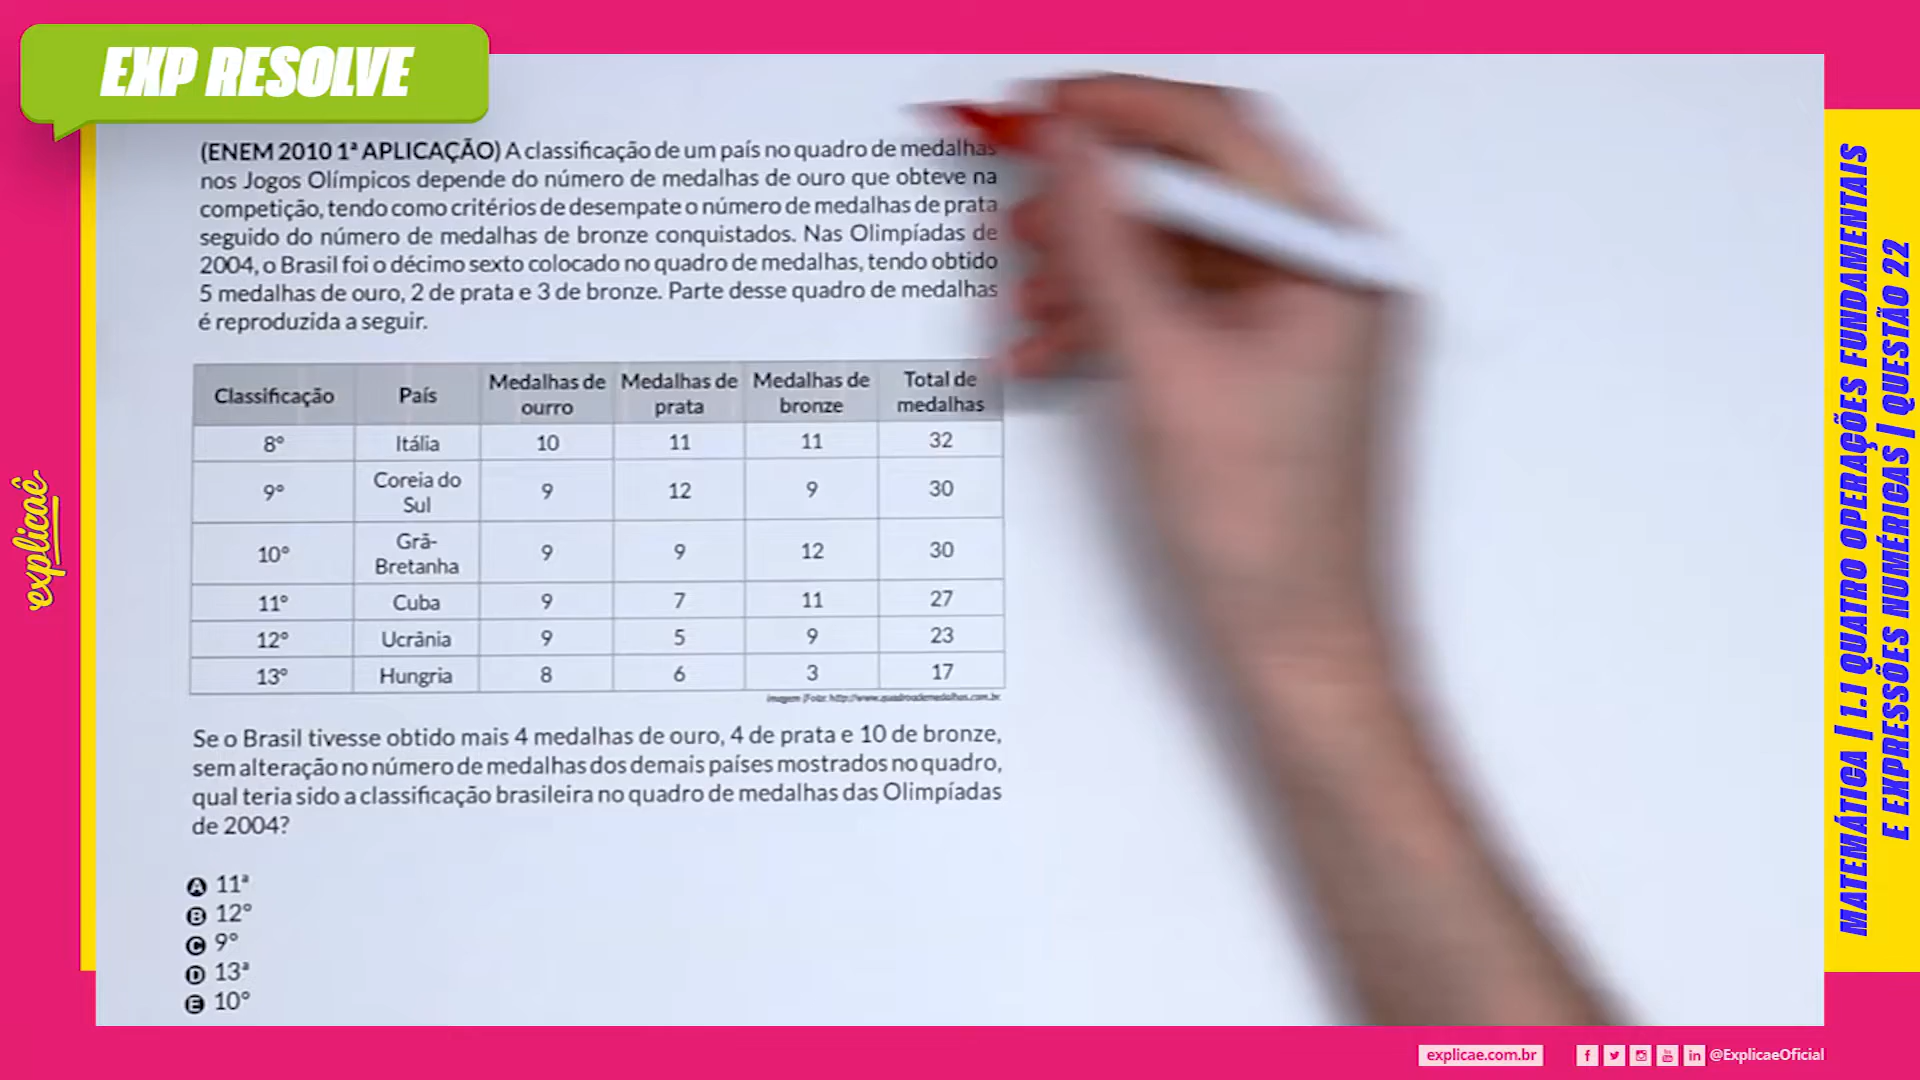 EXP RESOLVE
(ENEM 2010 1ª APLICAÇÃO) A classificação de um país no quadro de medalhas
nos Jogos Olímpicos depende do número de medalhas de ouro que obteve na
competição, tendo como critérios de desempate o número de medalhas de prata
seguido do número de medalhas de bronze conquistados. Nas Olimpíadas de
2004, o Brasil foi o décimo sexto colocado no quadro de medalhas, tendo obtido
5 medalhas de ouro, 2 de prata e 3 de bronze. Parte desse quadro de medalhas
é reproduzida a seguir.
Classificação País Medalhas de ourro Medalhas de prata Medalhas de bronze Total de medalhas
8º Itália 10 11 11 32
9º Coreia do Sul 9 12 9 30
10º Grã-Bretanha 9 9 12 30
11º Cuba 9 7 11 27
12º Ucrânia 9 5 9 23
13º Hungria 8 6 3 17
Imagem (Foto: http://www.quadroademedalhas.com.br
Se o Brasil tivesse obtido mais 4 medalhas de ouro, 4 de prata e 10 de bronze,
sem alteração no número de medalhas dos demais países mostrados no quadro,
qual teria sido a classificação brasileira no quadro de medalhas das Olimpíadas
de 2004?
A 11ª
B 12º
C 9º
D 13ª
E 10º
explicaê
MATEMÁTICA | 1.1 QUATRO OPERAÇÕES FUNDAMENTAIS
E EXPRESSÕES NUMÉRICAS | QUESTÃO 22
explicae.com.br
@ExplicaeOficial